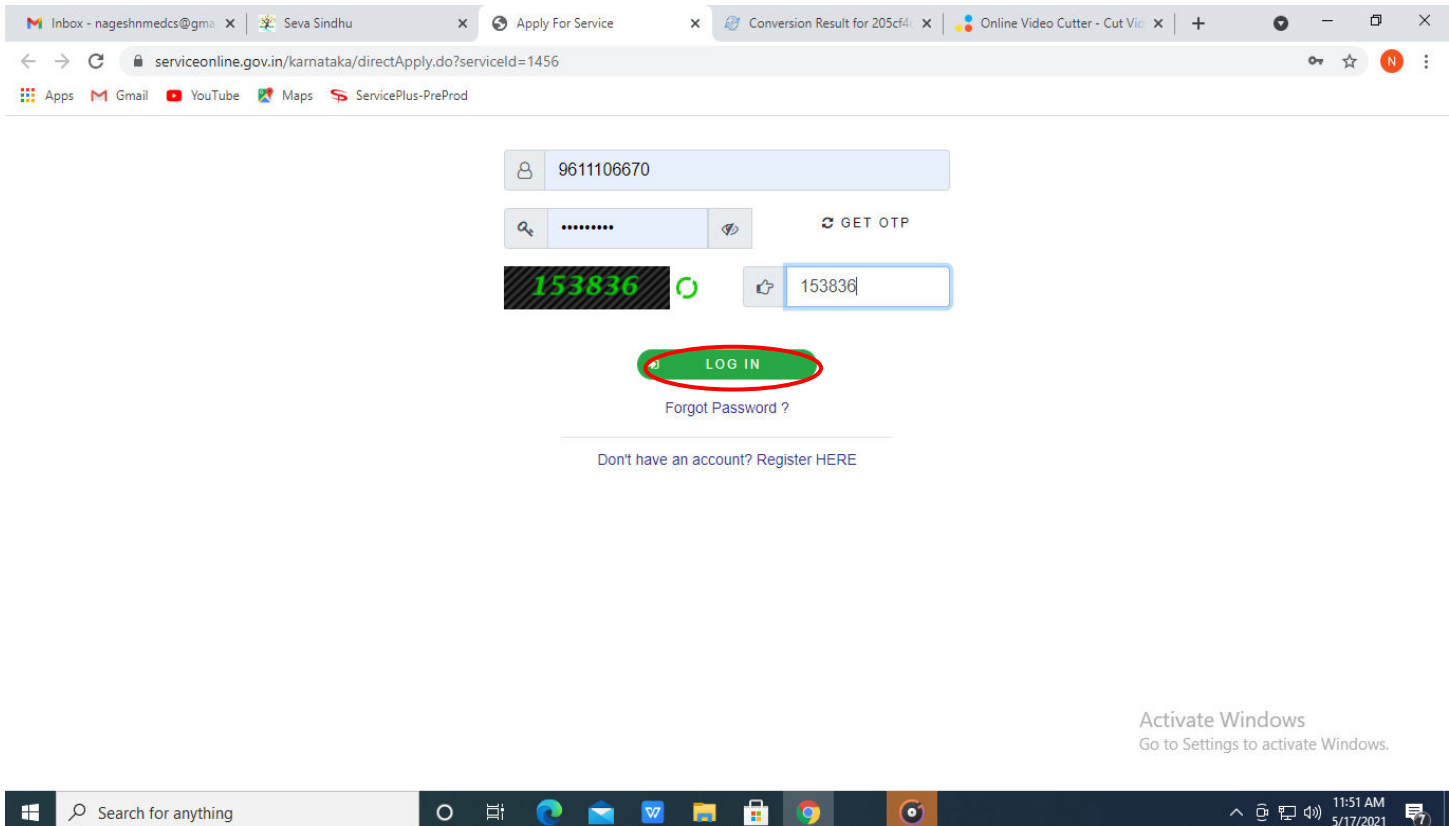 Inbox - nageshnmedcs@gma
Seva Sindhu
Apply For Service
Conversion Result for 205cf4
Online Video Cutter - Cut Vid
serviceonline.gov.in/karnataka/directApply.do?serviceId=1456
N
Apps
Gmail
YouTube
Maps
ServicePlus-PreProd
9611106670
•••••••••
GET OTP
153836
153836
LOG IN
Forgot Password ?
Don't have an account? Register HERE
Activate Windows
Go to Settings to activate Windows.
Search for anything
11:51 AM
5/17/2021